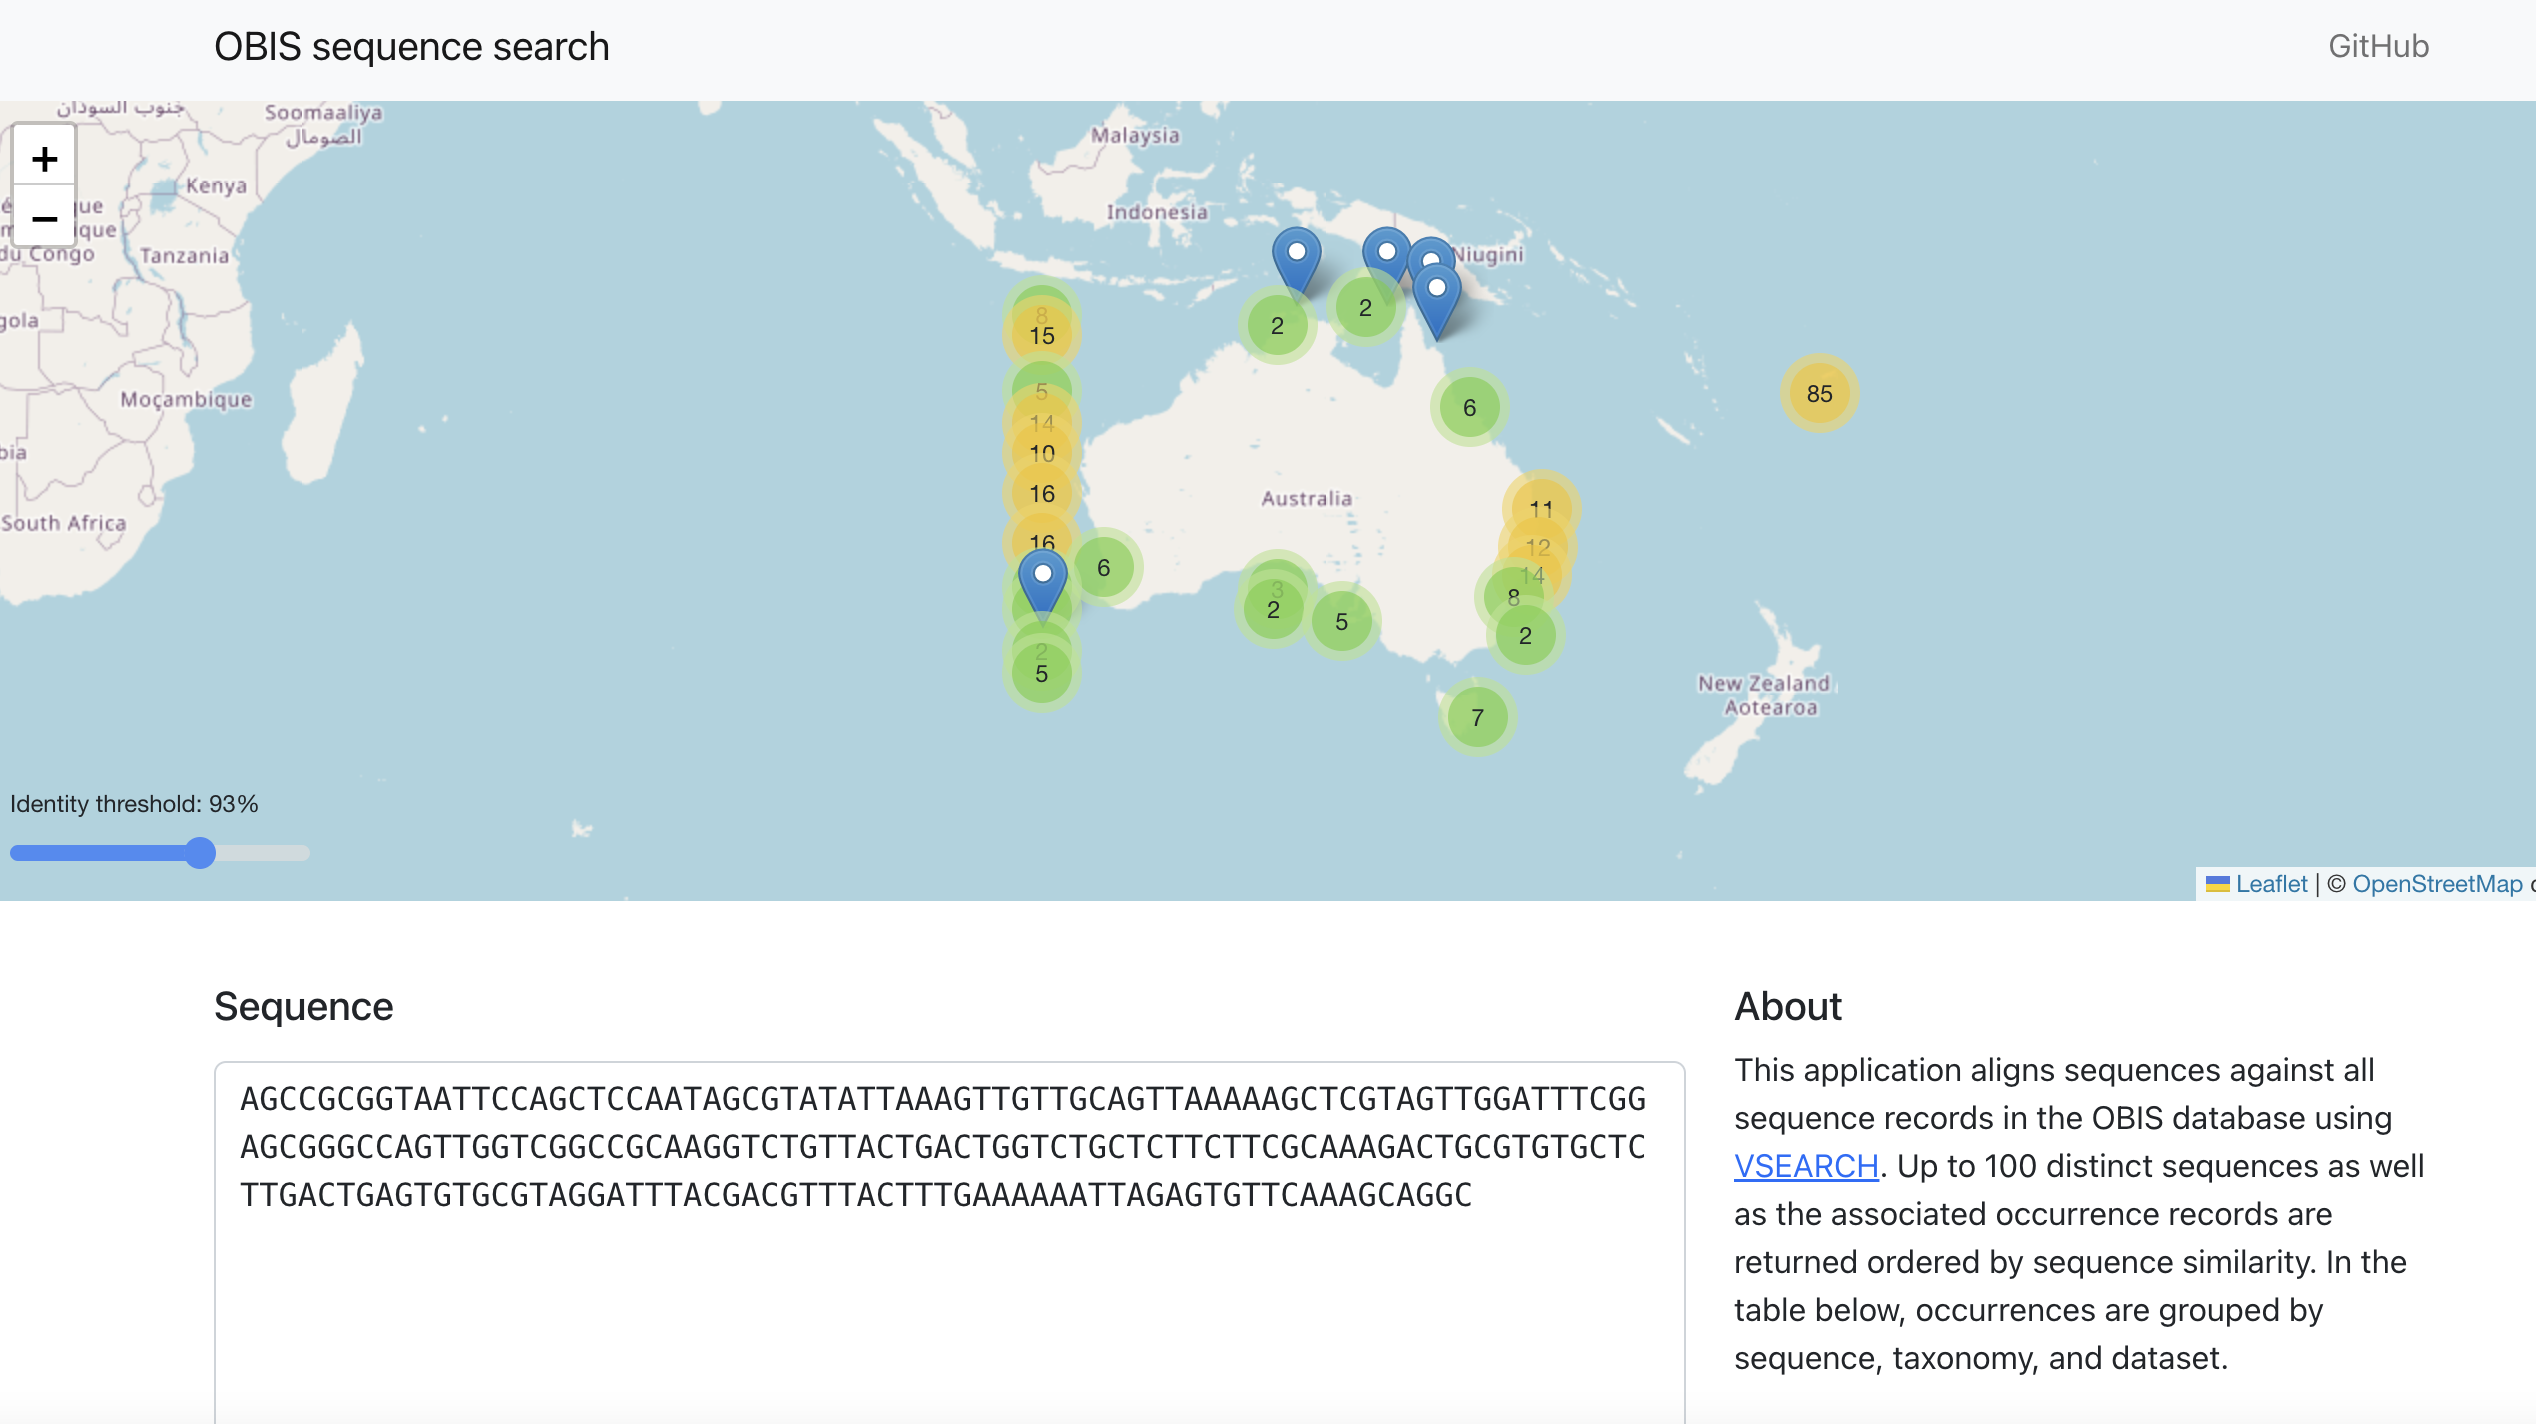 OBIS sequence search
GitHub
جنوب السودان
Soomaaliya
الصومال
Malaysia
+
Kenya
−
Indonesia
du Congo
Tanzania
Niugini
8
15
2
2
5
85
Moçambique
6
14
10
16
Australia
11
South Africa
16
12
6
14
3
8
2
5
2
2
5
New Zealand
Aotearoa
7
Identity threshold: 93%
Leaflet | © OpenStreetMap
Sequence
AGCCGCGGTAATTCCAGCTCCAATAGCGTATATTAAAGTTGTTGCAGTTAAAAAGCTCGTAGTTGGATTTCGG
AGCGGGCCAGTTGGTCGGCCGCAAGGTCTGTTACTGACTGGTCTGCTCTTCTTCGCAAAGACTGCGTGTGCTC
TTGACTGAGTGTGCGTAGGATTTACGACGTTTACTTTGAAAAAATTAGAGTGTTCAAAGCAGGC
About
This application aligns sequences against all
sequence records in the OBIS database using
VSEARCH. Up to 100 distinct sequences as well
as the associated occurrence records are
returned ordered by sequence similarity. In the
table below, occurrences are grouped by
sequence, taxonomy, and dataset.